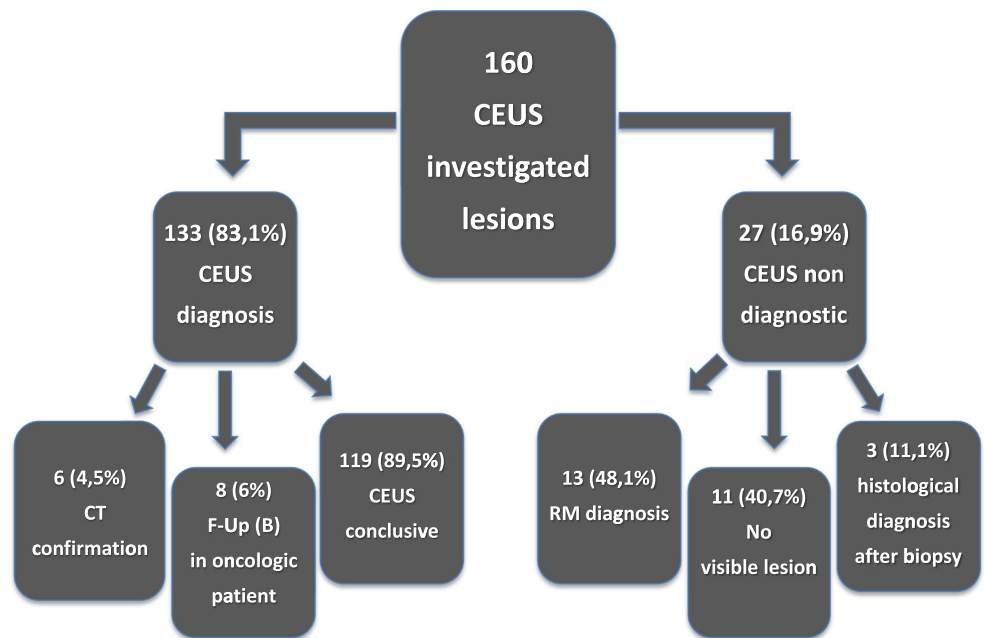 160
CEUS
investigated
lesions
133 (83,1%)
CEUS
diagnosis
27 (16,9%)
CEUS non
diagnostic
6 (4,5%)
CT
confirmation
8 (6%)
F-Up (B)
in oncologic
patient
119 (89,5%)
CEUS
conclusive
13 (48,1%)
RM diagnosis
11 (40,7%)
No
visible lesion
3 (11,1%)
histological
diagnosis
after biopsy